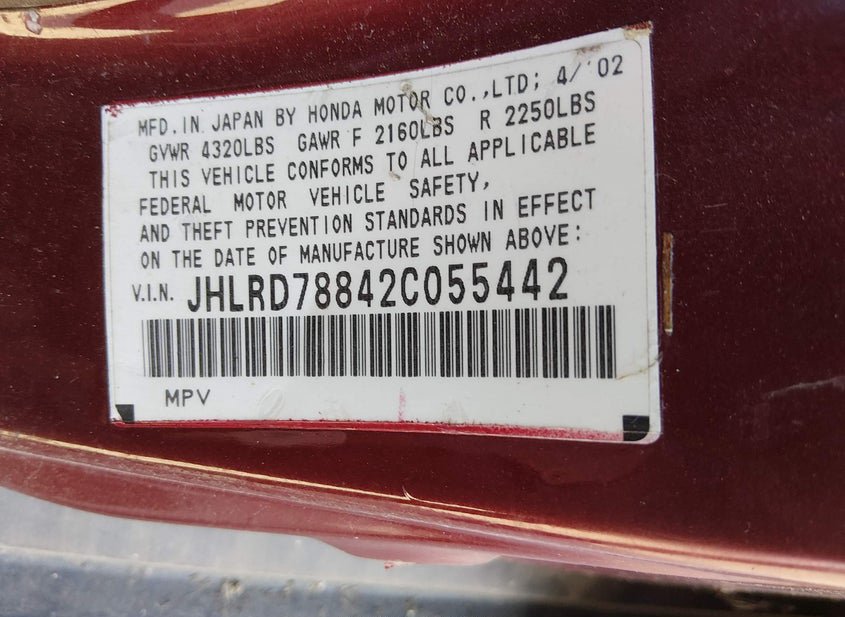 MFD. IN JAPAN BY HONDA MOTOR CO.,LTD; 4/'02
GVWR 4320LBS GAWR F 2160LBS R 2250LBS
THIS VEHICLE CONFORMS TO ALL APPLICABLE
FEDERAL MOTOR VEHICLE SAFETY,
AND THEFT PREVENTION STANDARDS IN EFFECT
ON THE DATE OF MANUFACTURE SHOWN ABOVE:
V.I.N. JHLRD78842C055442
MPV